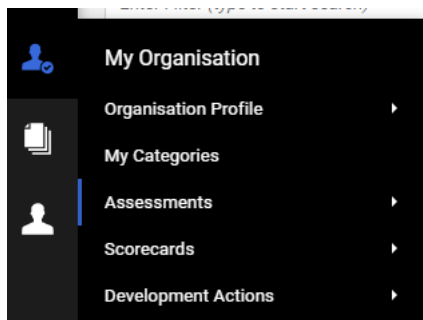 My Organisation
Organisation Profile
My Categories
Assessments
Scorecards
Development Actions